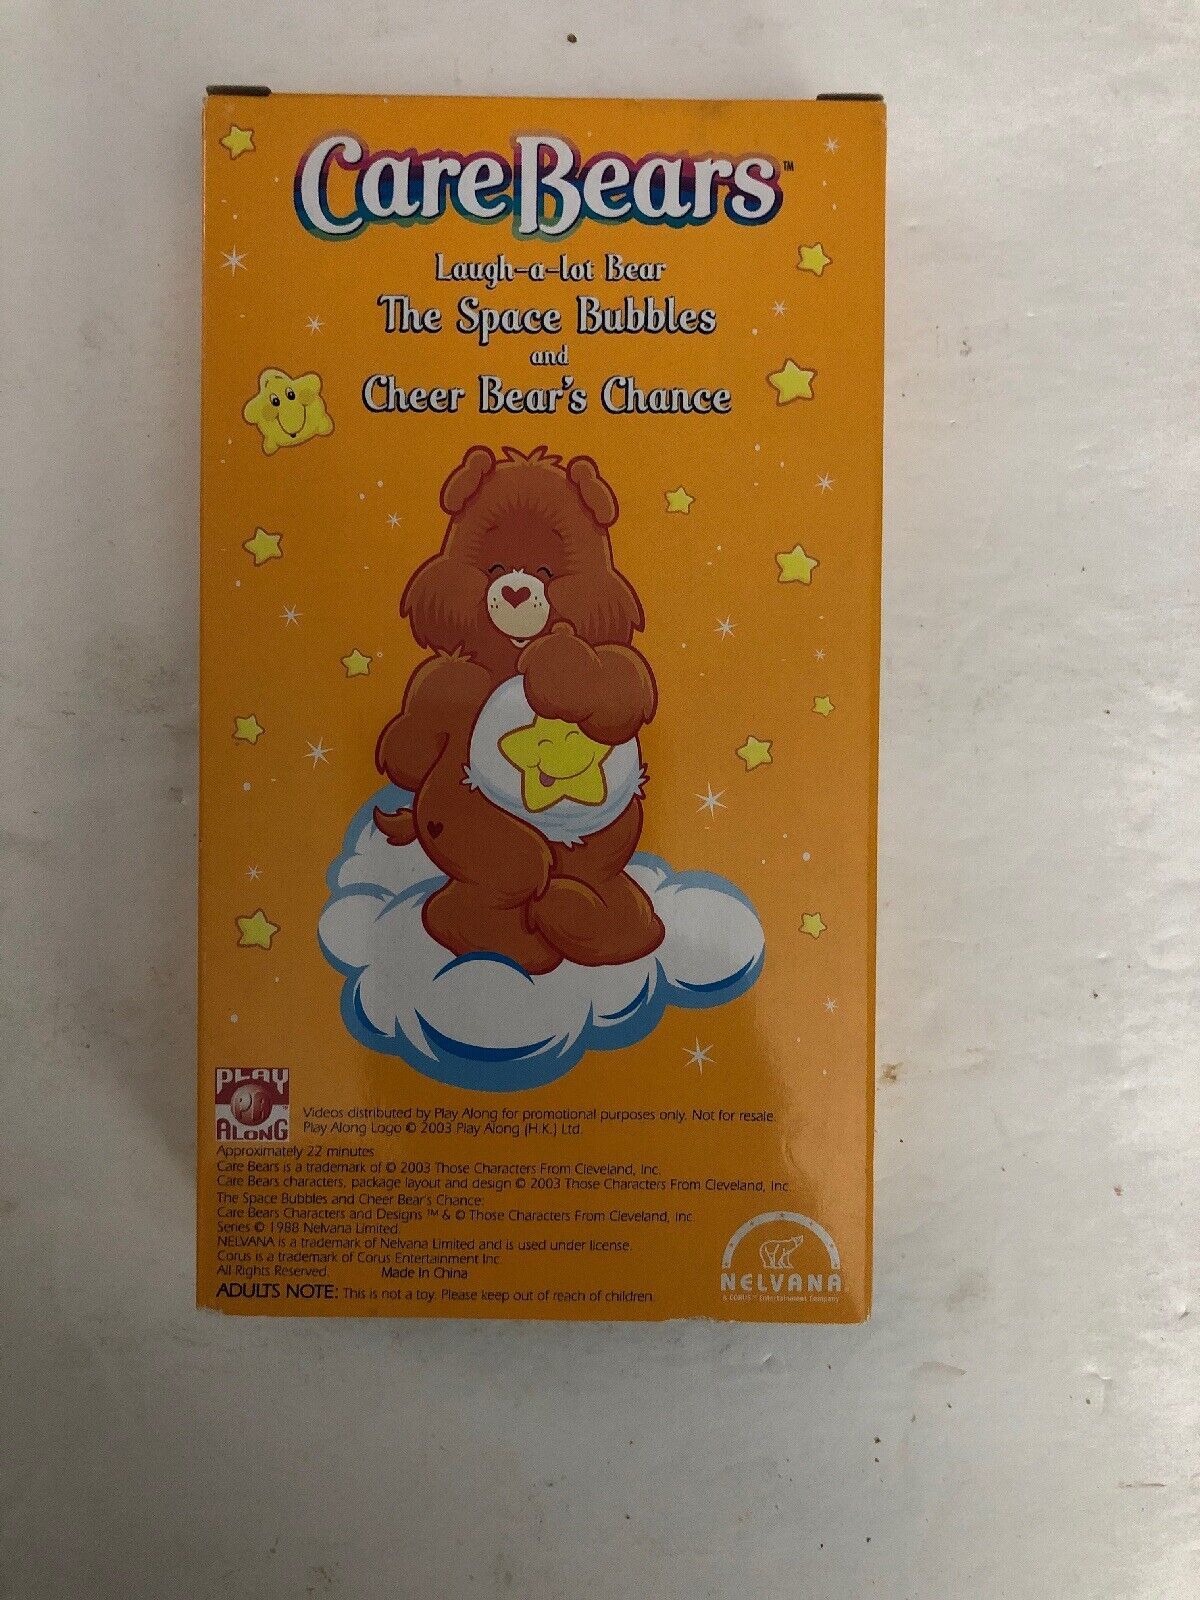 CareBears™
Laugh-a-lot Bear
The Space Bubbles
and
Cheer Bear's Chance
PLAY
PA
ALONG
Videos distributed by Play Along for promotional purposes only. Not for resale.
Play Along Logo © 2003 Play Along (H.K.) Ltd.
Approximately 22 minutes
Care Bears is a trademark of © 2003 Those Characters From Cleveland, Inc.
Care Bears characters, package layout and design © 2003 Those Characters From Cleveland, Inc.
The Space Bubbles and Cheer Bear's Chance:
Care Bears Characters and Designs ™ & © Those Characters From Cleveland, Inc
Series © 1988 Nelvana Limited.
NELVANA is a trademark of Nelvana Limited and is used under license.
Corus is a trademark of Corus Entertainment Inc.
All Rights Reserved. Made In China
ADULTS NOTE: This is not a toy. Please keep out of reach of children.
NELVANA
A CORUS™ Entertainment Company